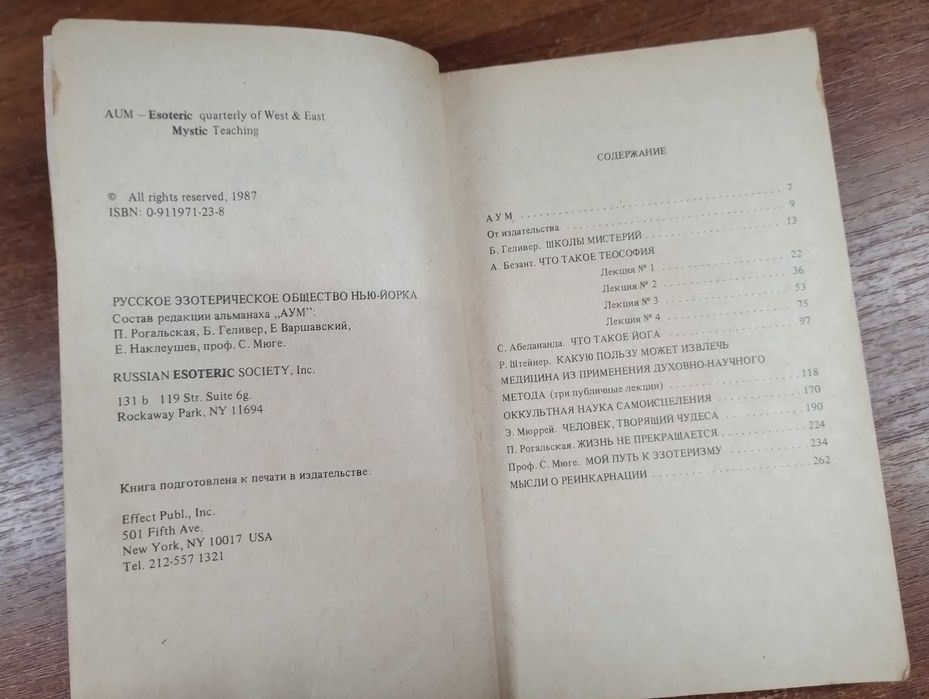 AUM – Esoteric quarterly of West & East
Mystic Teaching
© All rights reserved, 1987
ISBN: 0-911971-23-8
РУССКОЕ ЭЗОТЕРИЧЕСКОЕ ОБЩЕСТВО НЬЮ-ЙОРКА
Состав редакции альманаха „АУМ”:
П. Рогальская, Б. Геливер, Е Варшавский,
Е. Наклеушев, проф. С. Мюге.
RUSSIAN ESOTERIC SOCIETY, Inc.
131 b 119 Str. Suite 6g.
Rockaway Park, NY 11694
Книга подготовлена к печати в издательстве:
Effect Publ., Inc.
501 Fifth Ave.
New York, NY 10017 USA
Tel. 212-557 1321
СОДЕРЖАНИЕ
АУМ . . . . . . . . . . . . . . . . . . . . 7
От издательства . . . . . . . . . . . . . . . . 9
Б. Геливер. ШКОЛЫ МИСТЕРИЙ . . . . . . . . . . . 13
А. Безант. ЧТО ТАКОЕ ТЕОСОФИЯ
Лекция № 1 . . . . . . . . . . . . 22
Лекция № 2 . . . . . . . . . . . . 36
Лекция № 3 . . . . . . . . . . . . 53
Лекция № 4 . . . . . . . . . . . . 75
С. Абедананда. ЧТО ТАКОЕ ЙОГА . . . . . . . . . . 97
Р. Штейнер. КАКУЮ ПОЛЬЗУ МОЖЕТ ИЗВЛЕЧЬ
МЕДИЦИНА ИЗ ПРИМЕНЕНИЯ ДУХОВНО-НАУЧНОГО
МЕТОДА (три публичные лекции) . . . . . . . . . . 118
ОККУЛЬТНАЯ НАУКА САМОИСЦЕЛЕНИЯ . . . . . . . . 170
Э. Мюррей. ЧЕЛОВЕК, ТВОРЯЩИЙ ЧУДЕСА . . . . . . . 190
П. Рогальская. ЖИЗНЬ НЕ ПРЕКРАЩАЕТСЯ . . . . . . . 224
Проф. С. Мюге. МОЙ ПУТЬ К ЭЗОТЕРИЗМУ . . . . . . . 234
МЫСЛИ О РЕИНКАРНАЦИИ . . . . . . . . . . . . . 262